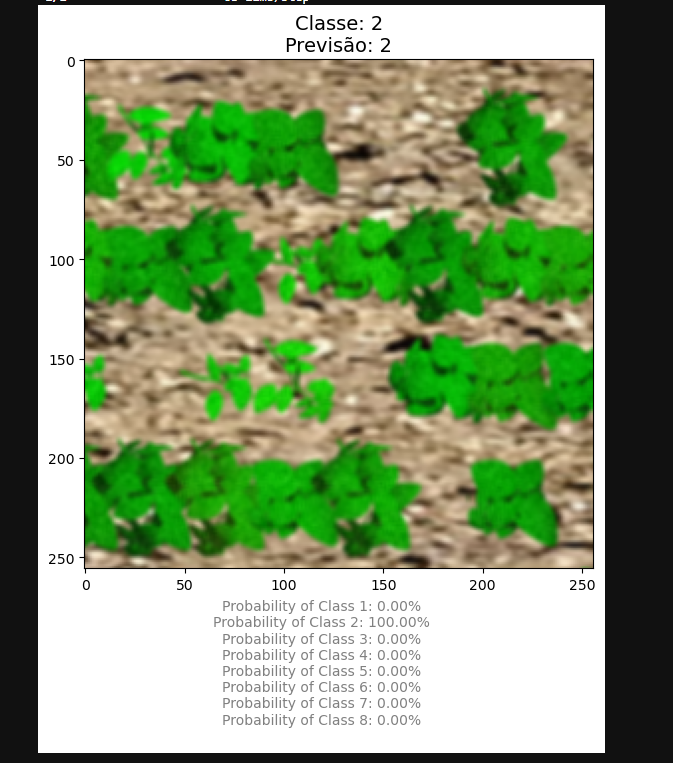 Classe: 2
Previsão: 2
0
50
100
150
200
250
0 50 100 150 200 250
Probability of Class 1: 0.00%
Probability of Class 2: 100.00%
Probability of Class 3: 0.00%
Probability of Class 4: 0.00%
Probability of Class 5: 0.00%
Probability of Class 6: 0.00%
Probability of Class 7: 0.00%
Probability of Class 8: 0.00%